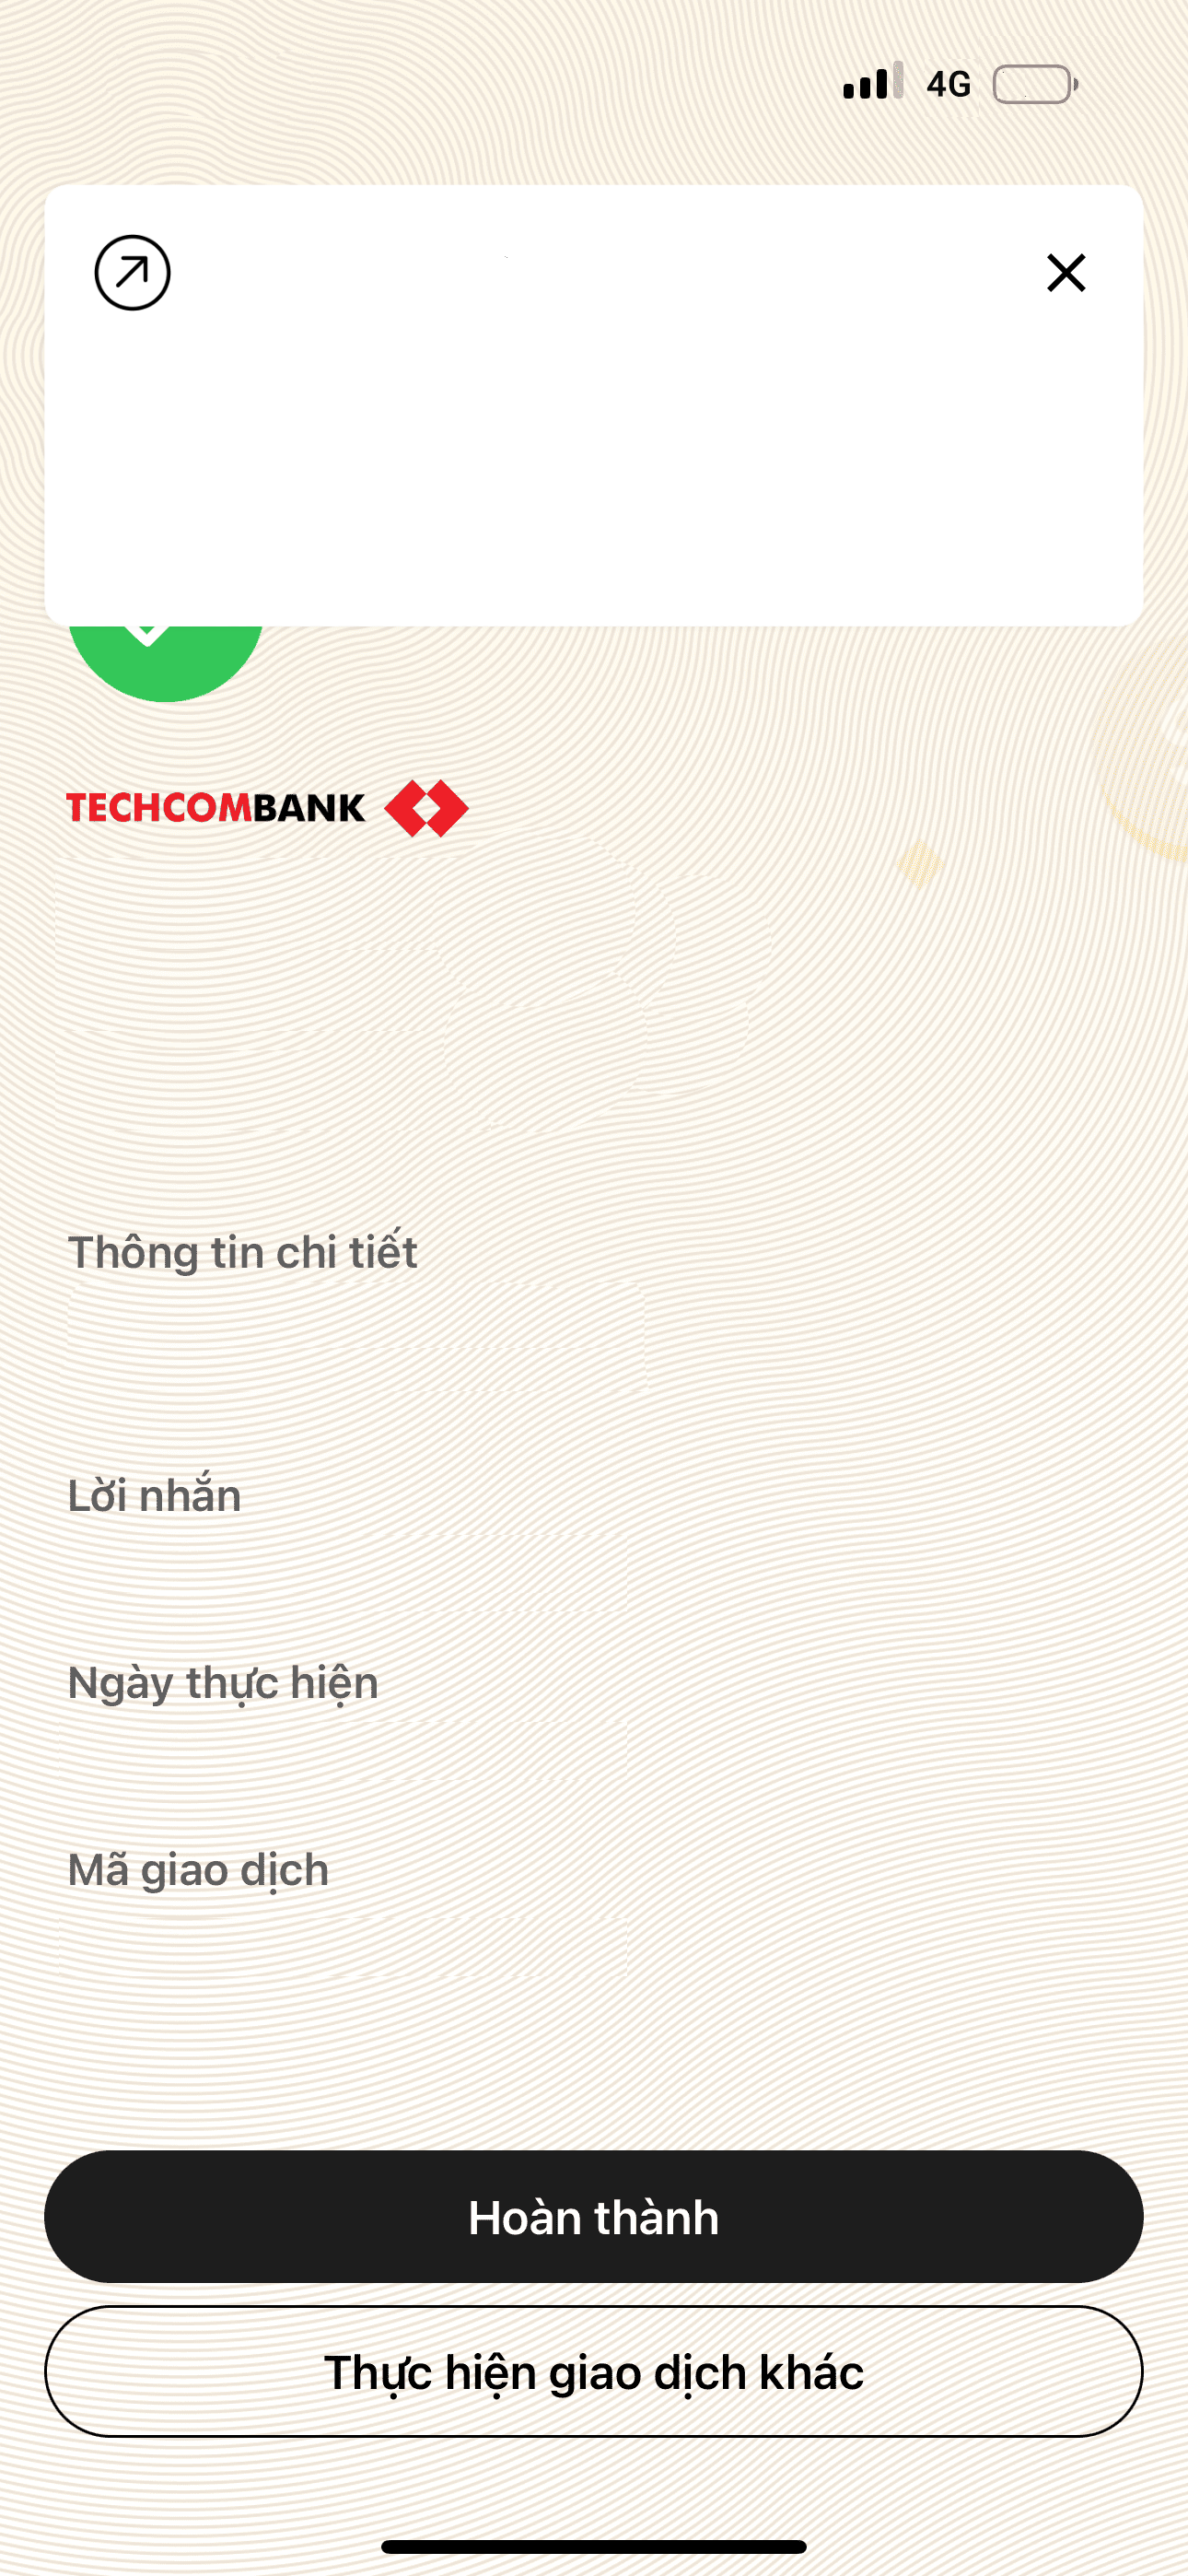 4G
TECHCOMBANK
Thông tin chi tiết
Lời nhắn
Ngày thực hiện
Mã giao dịch
Hoàn thành
Thực hiện giao dịch khác